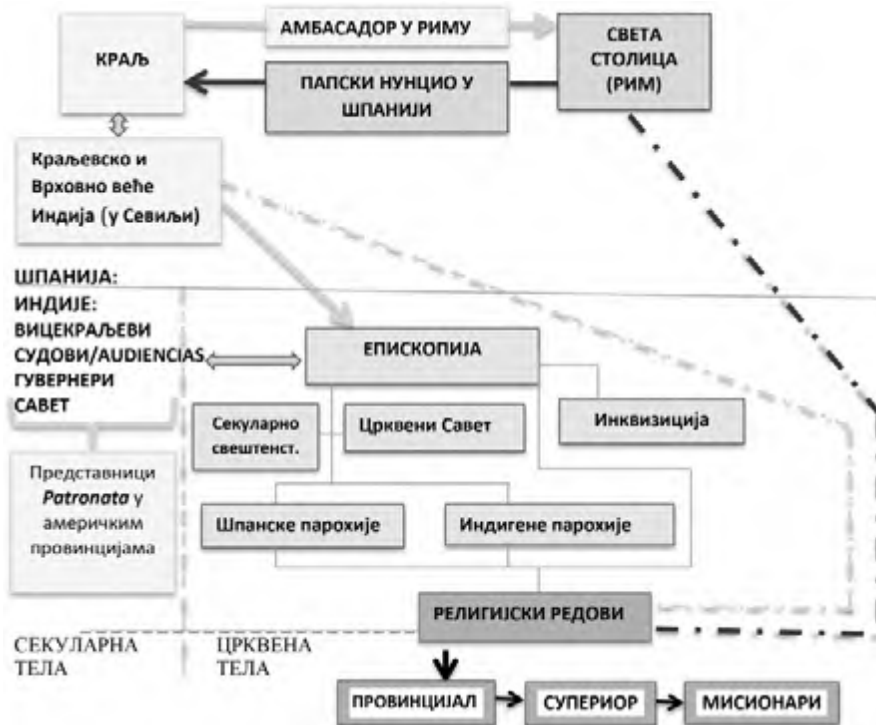 АМБАСАДОР У РИМУ
КРАЉ
СВЕТА
СТОЛИЦА
(РИМ)
ПАПСКИ НУНЦИО У
ШПАНИЈИ
Краљевско и
Врховно веће
Индија (у Севиљи)
ШПАНИЈА:
ИНДИЈЕ:
ВИЦЕКРАЉЕВИ
СУДОВИ/AUDIENCIAS
ГУВЕРНЕРИ
САВЕТ
ЕПИСКОПИЈА
Секуларно
свештенст.
Црквени Савет
Инквизиција
Представници
Patronata у
америчким
провинцијама
Шпанске парохије
Индигене парохије
РЕЛИГИЈСКИ РЕДОВИ
СЕКУЛАРНА
ТЕЛА
ЦРКВЕНА
ТЕЛА
ПРОВИНЦИЈАЛ
СУПЕРИОР
МИСИОНАРИ